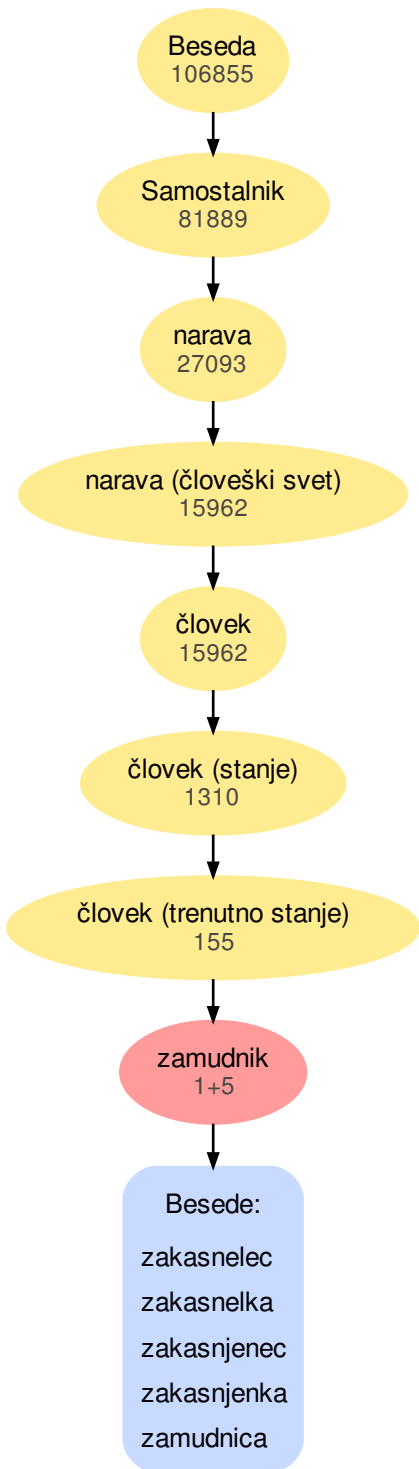 Beseda
106855
Samostalnik
81889
narava
27093
narava (človeški svet)
15962
človek
15962
človek (stanje)
1310
človek (trenutno stanje)
155
zamudnik
1+5
Besede:
zakasnelec
zakasnelka
zakasnjenec
zakasnjenka
zamudnica